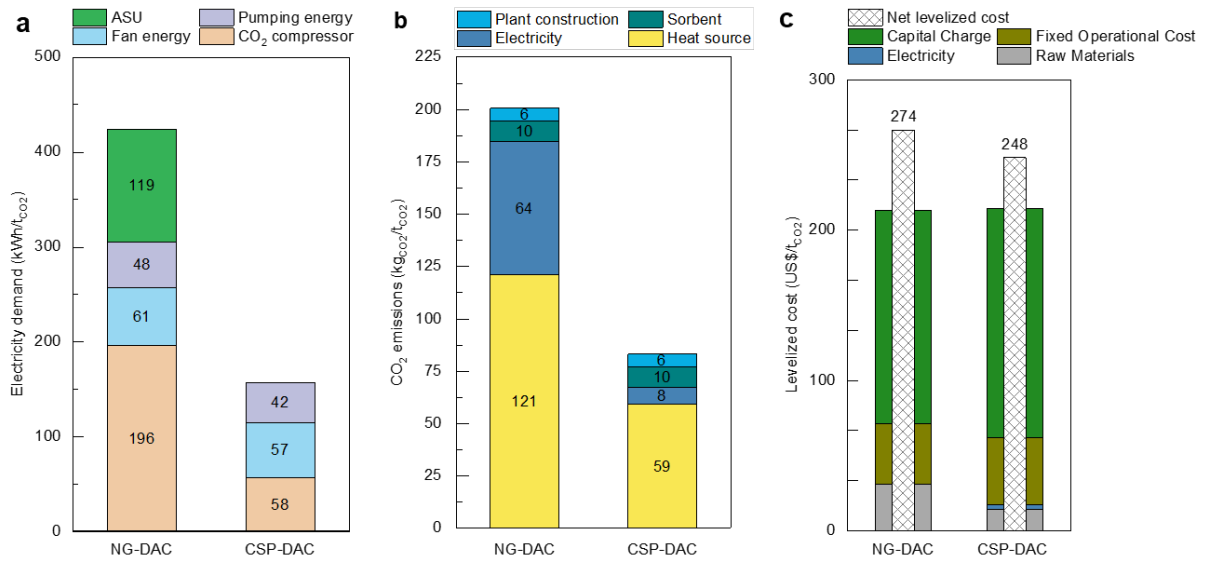 a
ASU
Pumping energy
Fan energy
CO2 compressor
Electricity demand (kWh/tCO2)
500
400
300
200
100
0
119
48
61
196
42
57
58
NG-DAC
CSP-DAC
b
Plant construction
Sorbent
Electricity
Heat source
CO2 emissions (kgCO2/tCO2)
225
200
175
150
125
100
75
50
25
0
6
10
64
121
6
10
8
59
NG-DAC
CSP-DAC
c
Net levelized cost
Capital Charge
Fixed Operational Cost
Electricity
Raw Materials
Levelized cost (US$/tCO2)
300
200
100
0
274
248
NG-DAC
CSP-DAC